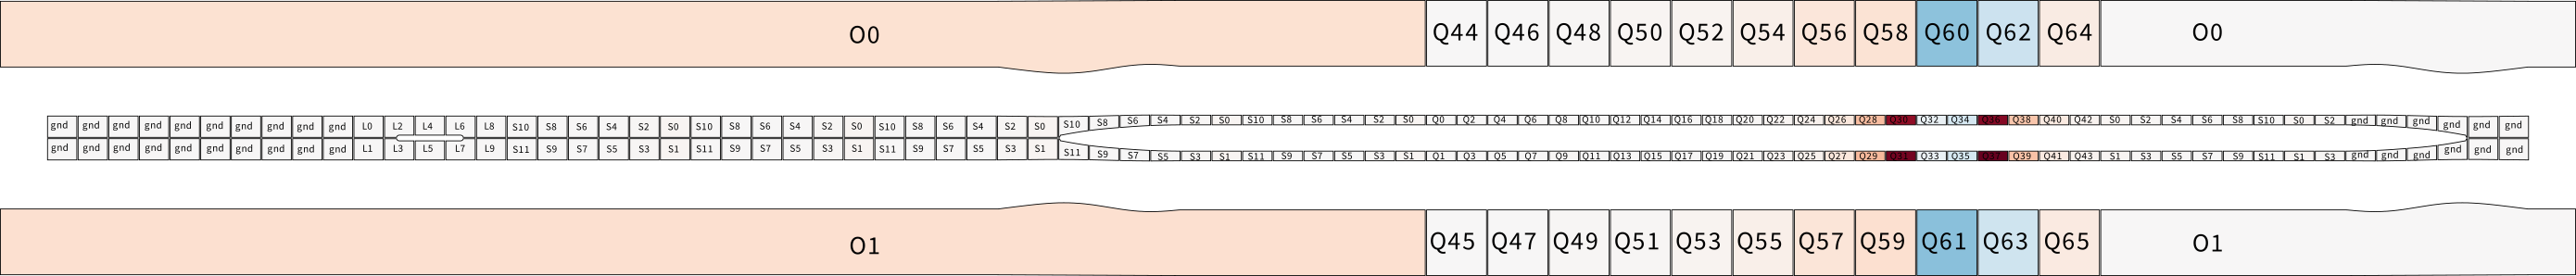 O0 Q44 Q46 Q48 Q50 Q52 Q54 Q56 Q58 Q60 Q62 Q64 O0
gnd gnd gnd gnd gnd gnd gnd gnd gnd gnd L0 L2 L4 L6 L8 S10 S8 S6 S4 S2 S0 S10 S8 S6 S4 S2 S0 S10 S8 S6 S4 S2 S0 S10 S8 S6 S4 S2 S0 S10 S8 S6 S4 S2 S0 Q0 Q2 Q4 Q6 Q8 Q10 Q12 Q14 Q16 Q18 Q20 Q22 Q24 Q26 Q28 Q30 Q32 Q34 Q36 Q38 Q40 Q42 S0 S2 S4 S6 S8 S10 S0 S2 gnd gnd gnd gnd gnd gnd
gnd gnd gnd gnd gnd gnd gnd gnd gnd gnd L1 L3 L5 L7 L9 S11 S9 S7 S5 S3 S1 S11 S9 S7 S5 S3 S1 S11 S9 S7 S5 S3 S1 S11 S9 S7 S5 S3 S1 S11 S9 S7 S5 S3 S1 Q1 Q3 Q5 Q7 Q9 Q11 Q13 Q15 Q17 Q19 Q21 Q23 Q25 Q27 Q29 Q31 Q33 Q35 Q37 Q39 Q41 Q43 S1 S3 S5 S7 S9 S11 S1 S3 gnd gnd gnd gnd gnd gnd
O1 Q45 Q47 Q49 Q51 Q53 Q55 Q57 Q59 Q61 Q63 Q65 O1